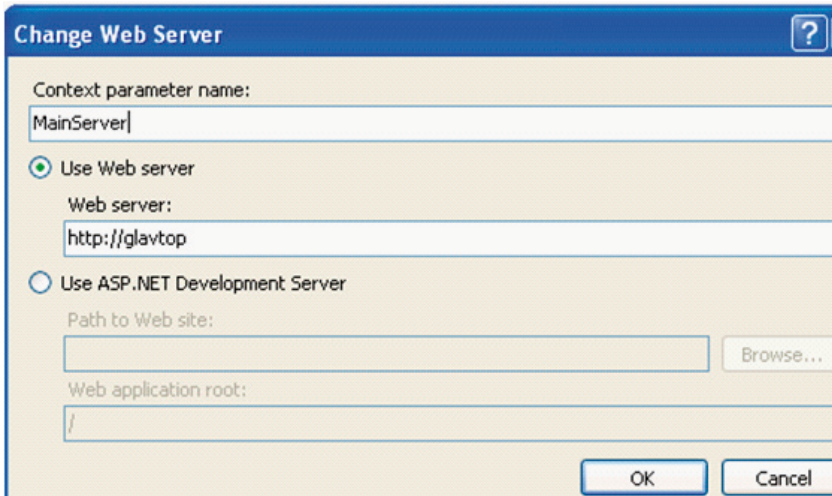 Change Web Server
?
Context parameter name:
MainServer
Use Web server
Web server:
http://glavtop
Use ASP.NET Development Server
Path to Web site:
Browse...
Web application root:
/
OK Cancel